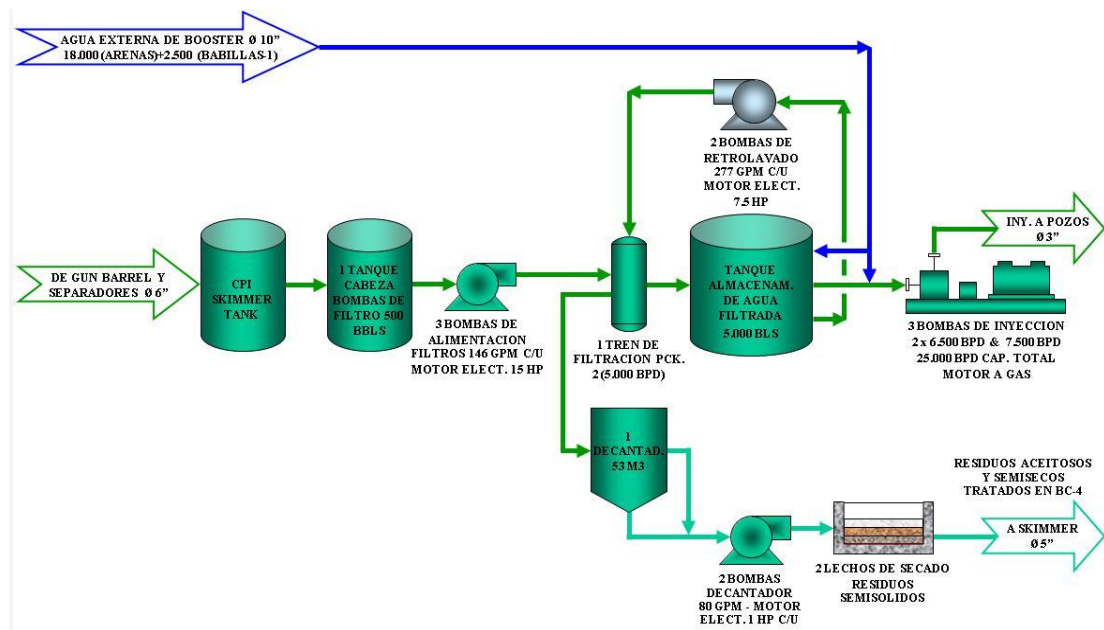 AGUA EXTERNA DE BOOSTER Ø 10”
18.000 (ARENAS)+2.500 (BABILLAS-1)
2 BOMBAS DE
RETROLAVADO
277 GPM C/U
MOTOR ELECT.
7.5 HP
INY. A POZOS
Ø 3”
DE GUN BARREL Y
SEPARADORES Ø 6”
CPI
SKIMMER
TANK
1 TANQUE
CABEZA
BOMBAS DE
FILTRO 500
BBLS
3 BOMBAS DE
ALIMENTACION
FILTROS 146 GPM C/U
MOTOR ELECT. 15 HP
1 TREN DE
FILTRACION PCK.
2 (5.000 BPD)
TANQUE
ALMACENAM.
DE AGUA
FILTRADA
5.000 BLS
3 BOMBAS DE INYECCION
2 x 6.500 BPD & 7.500 BPD
25.000 BPD CAP. TOTAL
MOTOR A GAS
1
DECANTAD.
53 M3
2 BOMBAS
DECANTADOR
80 GPM - MOTOR
ELECT. 1 HP C/U
2 LECHOS DE SECADO
RESIDUOS
SEMISOLIDOS
RESIDUOS ACEITOSOS
Y SEMISECOS
TRATADOS EN BC-4
A SKIMMER
Ø 5”